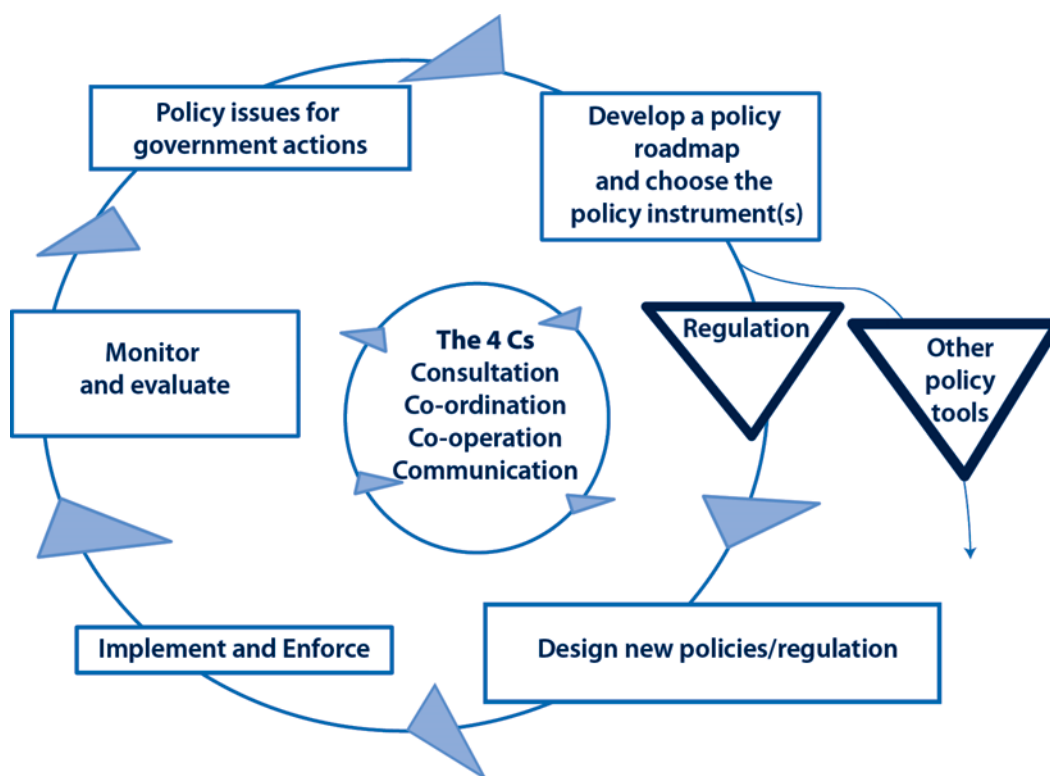 Policy issues for
government actions
Develop a policy
roadmap
and choose the
policy instrument(s)
Regulation
Other
policy
tools
The 4 Cs
Consultation
Co-ordination
Co-operation
Communication
Monitor
and evaluate
Implement and Enforce
Design new policies/regulation